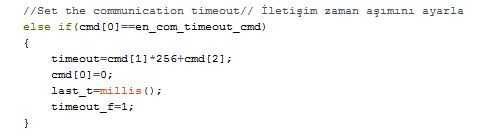 //Set the communication timeout// İletişim zaman aşımını ayarla
else if(cmd[0]==en_com_timeout_cmd)
{
timeout=cmd[1]*256+cmd[2];
cmd[0]=0;
last_t=millis();
timeout_f=1;
}